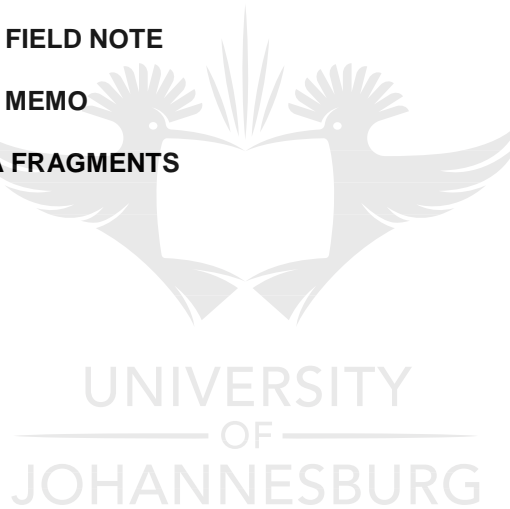 FIELD NOTE
MEMO
A FRAGMENTS
UNIVERSITY
OF
JOHANNESBURG